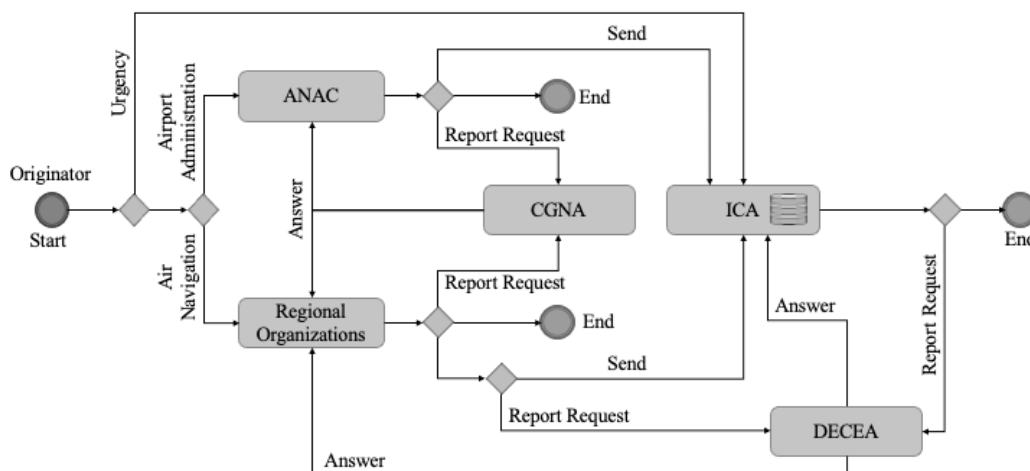 Send
Urgency
Airport
Administration
ANAC
End
Report Request
Originator
Start
Answer
CGNA
ICA
End
Air
Navigation
Report Request
Regional
Organizations
End
Answer
Report Request
Send
Report Request
DECEA
Answer